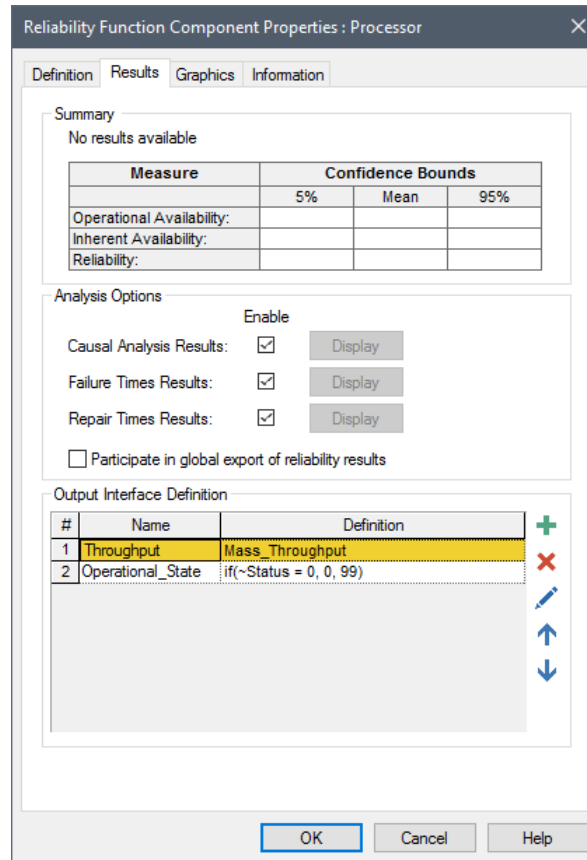 Reliability Function Component Properties : Processor
Definition Results Graphics Information
Summary
No results available
Measure Confidence Bounds
5% Mean 95%
Operational Availability:
Inherent Availability:
Reliability:
Analysis Options
Enable
Causal Analysis Results: Display
Failure Times Results: Display
Repair Times Results: Display
Participate in global export of reliability results
Output Interface Definition
# Name Definition
1 Throughput Mass_Throughput
2 Operational_State if(~Status = 0, 0, 99)
OK Cancel Help